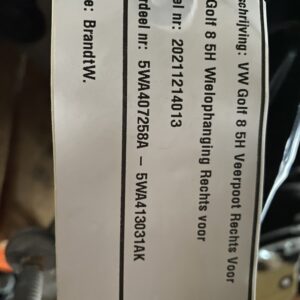 schrijving: VW Golf 8 5H Veerpoot Rechts Voor
Golf 8 5H Wielophanging Rechts voor
el nr: 20211214013
rdeel nr: 5WA407258A – 5WA413031AK
e: BrandtW.